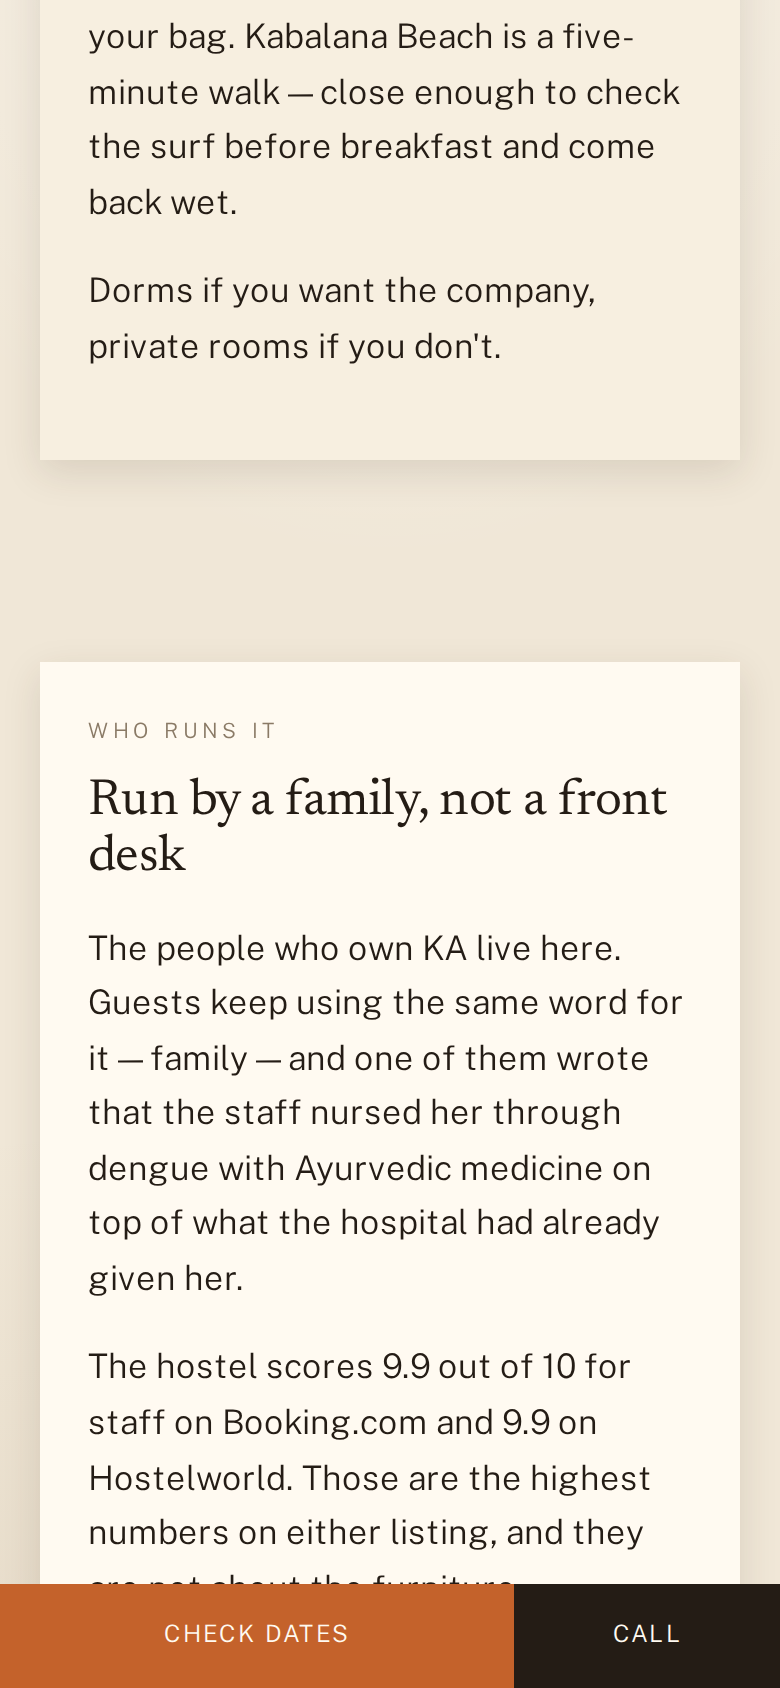 your bag. Kabalana Beach is a five-
minute walk — close enough to check
the surf before breakfast and come
back wet.
Dorms if you want the company,
private rooms if you don't.
WHO RUNS IT
Run by a family, not a front
desk
The people who own KA live here.
Guests keep using the same word for
it — family — and one of them wrote
that the staff nursed her through
dengue with Ayurvedic medicine on
top of what the hospital had already
given her.
The hostel scores 9.9 out of 10 for
staff on Booking.com and 9.9 on
Hostelworld. Those are the highest
numbers on either listing, and they
are not about the furniture.
CHECK DATES
CALL